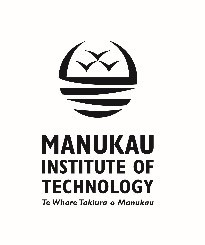 MANUKAU
INSTITUTE OF
TECHNOLOGY
Te Whare Takiura o Manukau